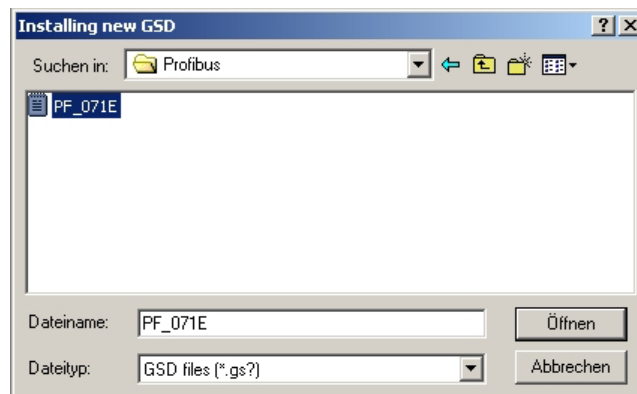 Installing new GSD
Suchen in: Profibus
PF_071E
Dateiname: PF_071E Öffnen
Dateityp: GSD files (*.gs?) Abbrechen